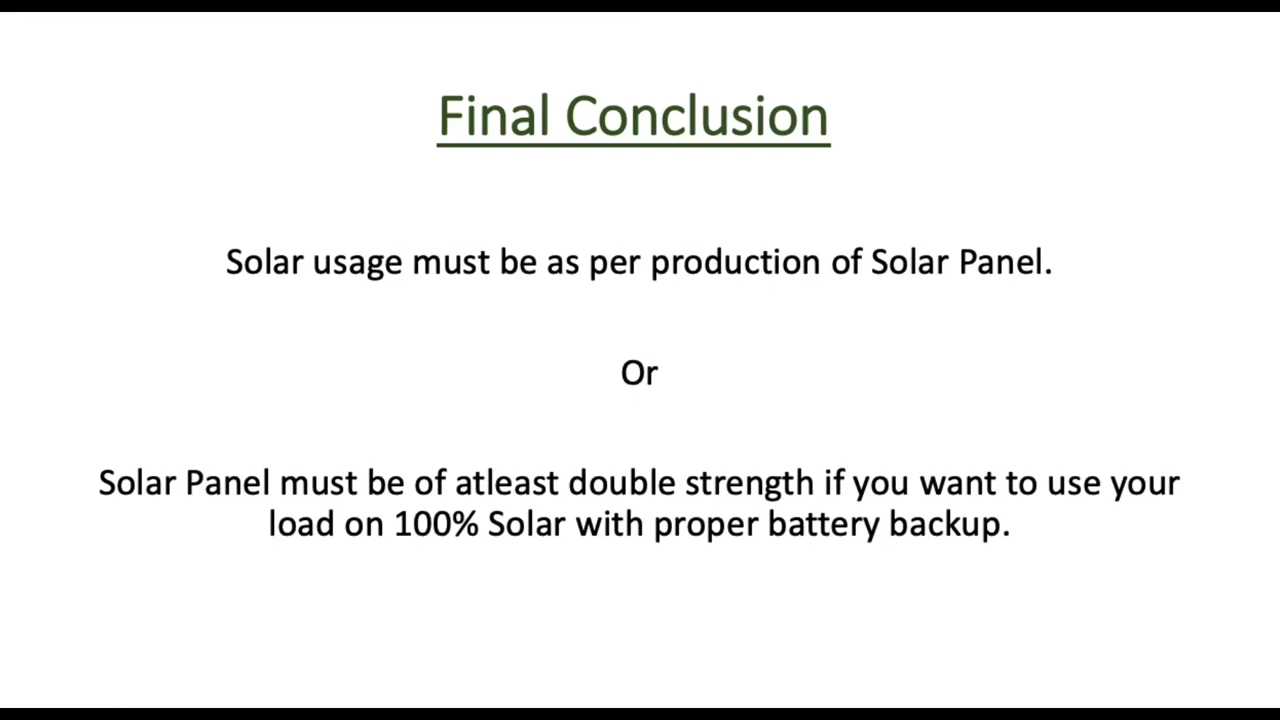 Final Conclusion
Solar usage must be as per production of Solar Panel.
Or
Solar Panel must be of atleast double strength if you want to use your
load on 100% Solar with proper battery backup.